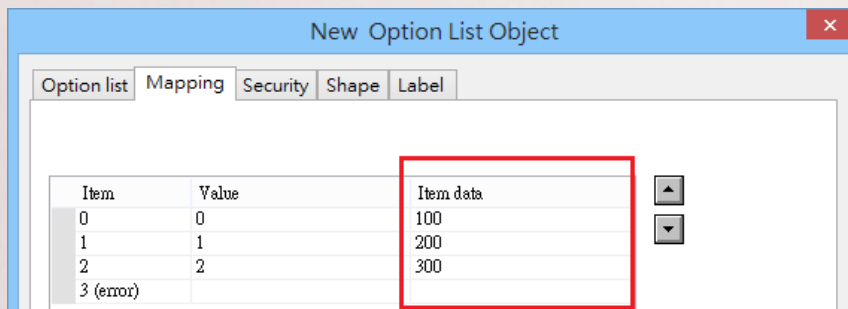 New Option List Object
Option list Mapping Security Shape Label
Item Value Item data
0 0 100
1 1 200
2 2 300
3 (error)